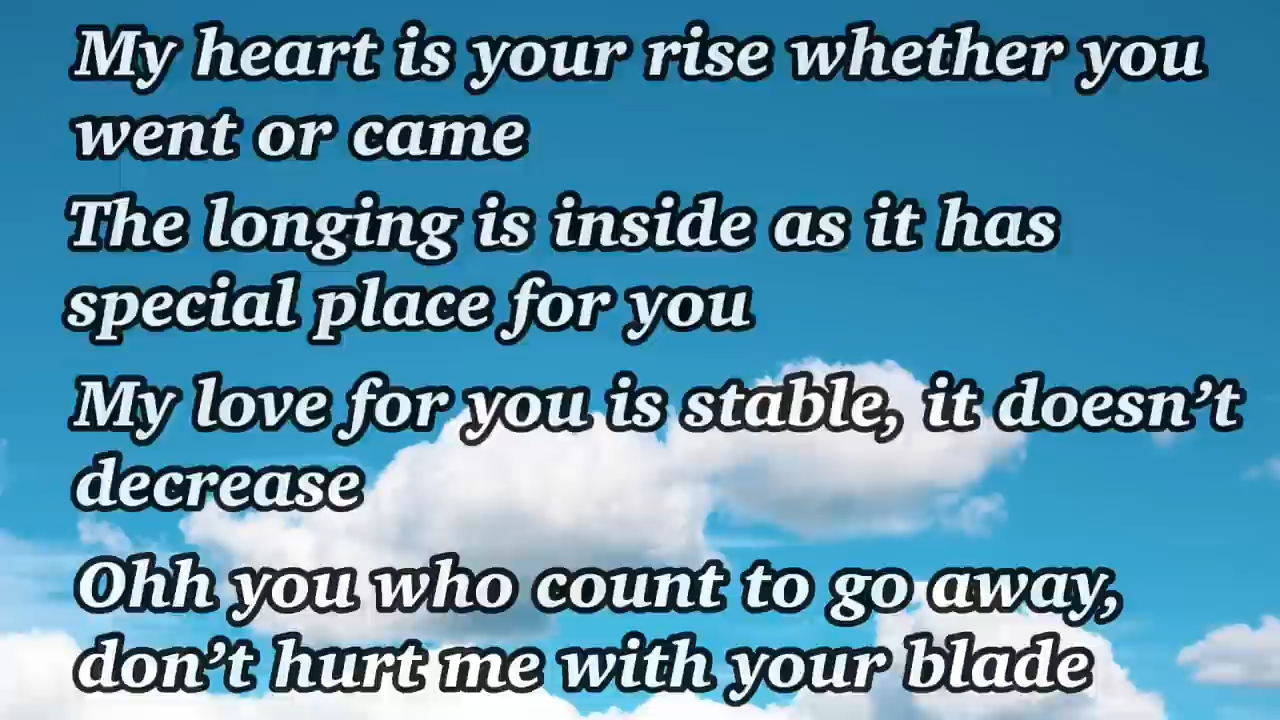 My heart is your rise whether you
went or came
The longing is inside as it has
special place for you
My love for you is stable, it doesn't
decrease
Ohh you who count to go away,
don't hurt me with your blade